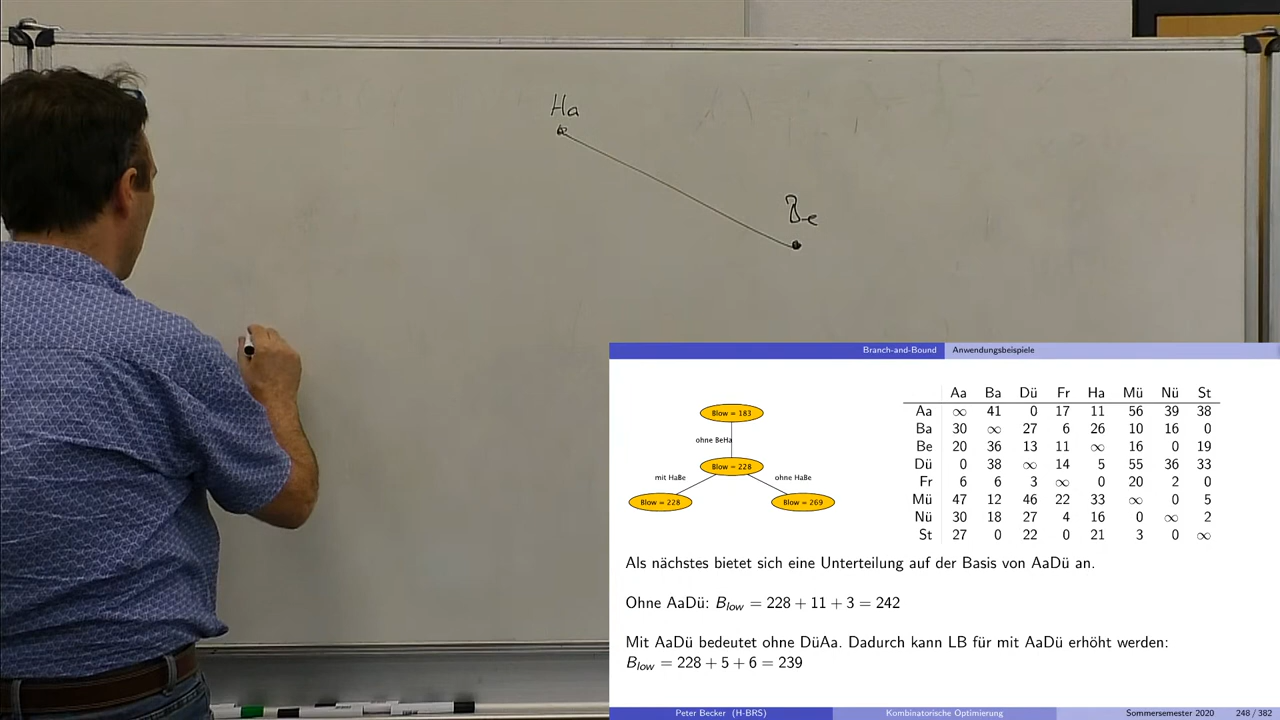 Ha
Be
Branch-and-Bound Anwendungsbeispiele
Blow = 183
ohne BeHa
Blow = 228
mit HaBe ohne HaBe
Blow = 228 Blow = 269
Aa Ba Dü Fr Ha Mü Nü St
Aa ∞ 41 0 17 11 56 39 38
Ba 30 ∞ 27 6 26 10 16 0
Be 20 36 13 11 ∞ 16 0 19
Dü 0 38 ∞ 14 5 55 36 33
Fr 6 6 3 ∞ 0 20 2 0
Mü 47 12 46 22 33 ∞ 0 5
Nü 30 18 27 4 16 0 ∞ 2
St 27 0 22 0 21 3 0 ∞
Als nächstes bietet sich eine Unterteilung auf der Basis von AaDü an.
Ohne AaDü: Blow = 228 + 11 + 3 = 242
Mit AaDü bedeutet ohne DüAa. Dadurch kann LB für mit AaDü erhöht werden:
Blow = 228 + 5 + 6 = 239
Peter Becker (H-BRS) Kombinatorische Optimierung Sommersemester 2020 248 / 382